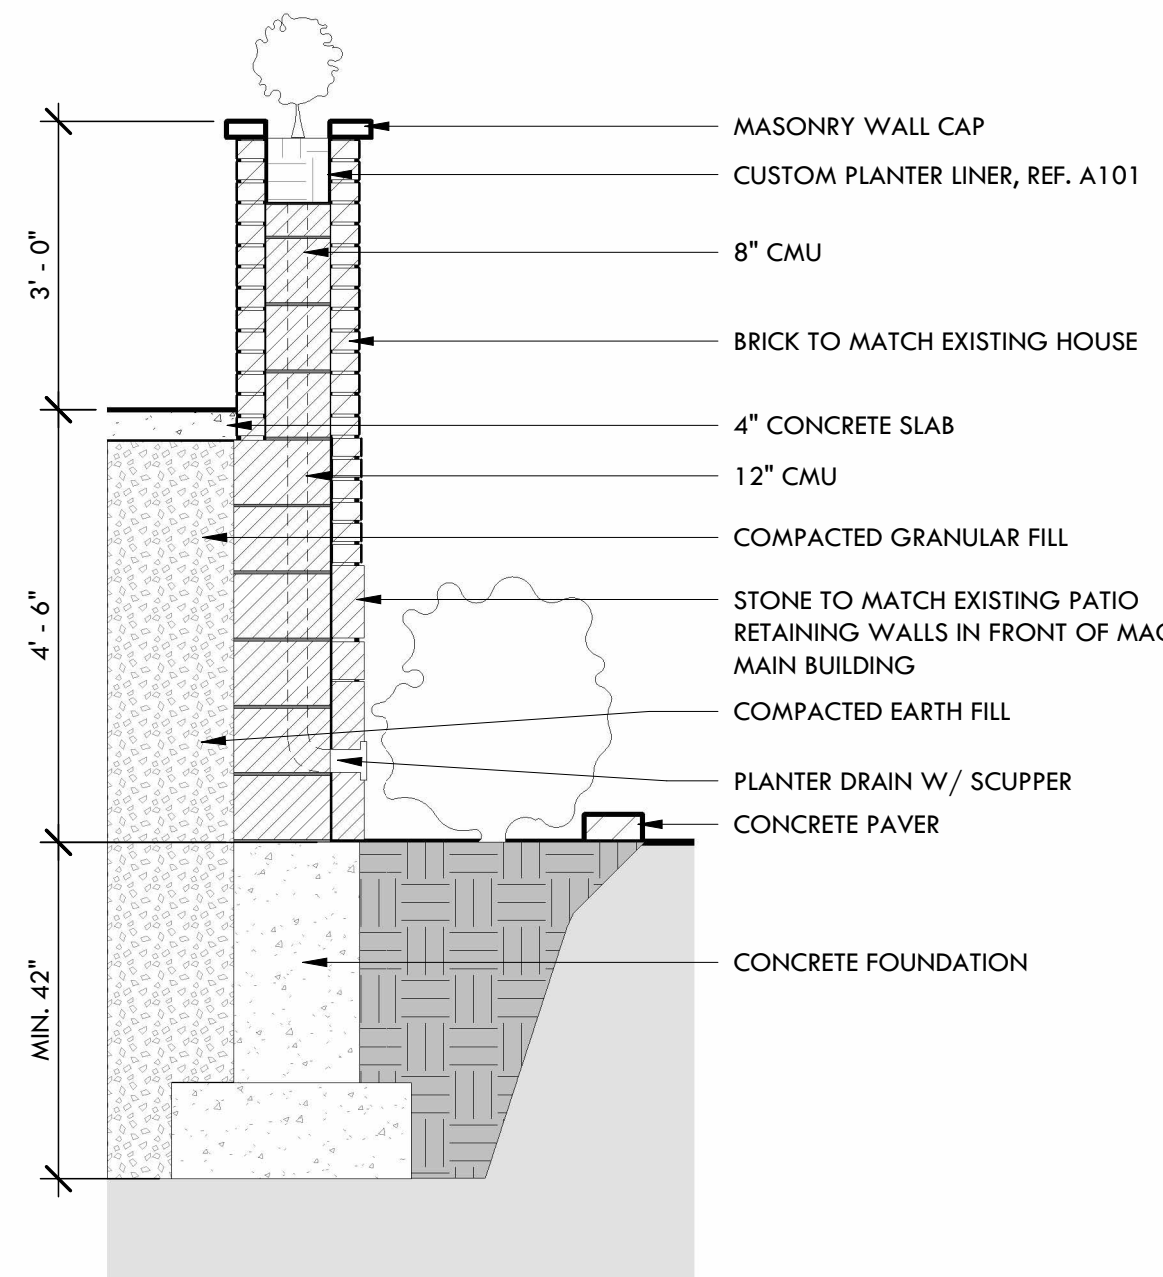 MASONRY WALL CAP
CUSTOM PLANTER LINER, REF. A101
8" CMU
3' - 0"
BRICK TO MATCH EXISTING HOUSE
4" CONCRETE SLAB
12" CMU
COMPACTED GRANULAR FILL
4' - 6"
STONE TO MATCH EXISTING PATIO
RETAINING WALLS IN FRONT OF
MAIN BUILDING
COMPACTED EARTH FILL
PLANTER DRAIN W/ SCUPPER
CONCRETE PAVER
MIN. 42"
CONCRETE FOUNDATION